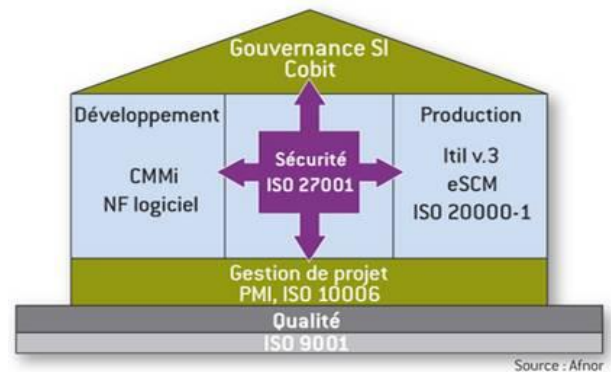 Gouvernance SI
Cobit
Développement
CMMi
NF logiciel
Sécurité
ISO 27001
Production
Itil v.3
eSCM
ISO 20000-1
Gestion de projet
PMI, ISO 10006
Qualité
ISO 9001
Source : Afnor